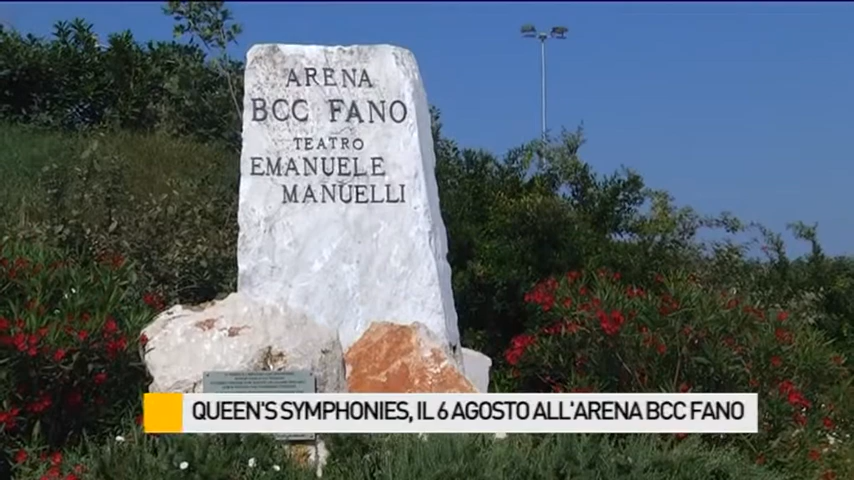 ARENA
BCC FANO
TEATRO
EMANUELE
MANUELLI
QUEEN'S SYMPHONIES, IL 6 AGOSTO ALL'ARENA BCC FANO